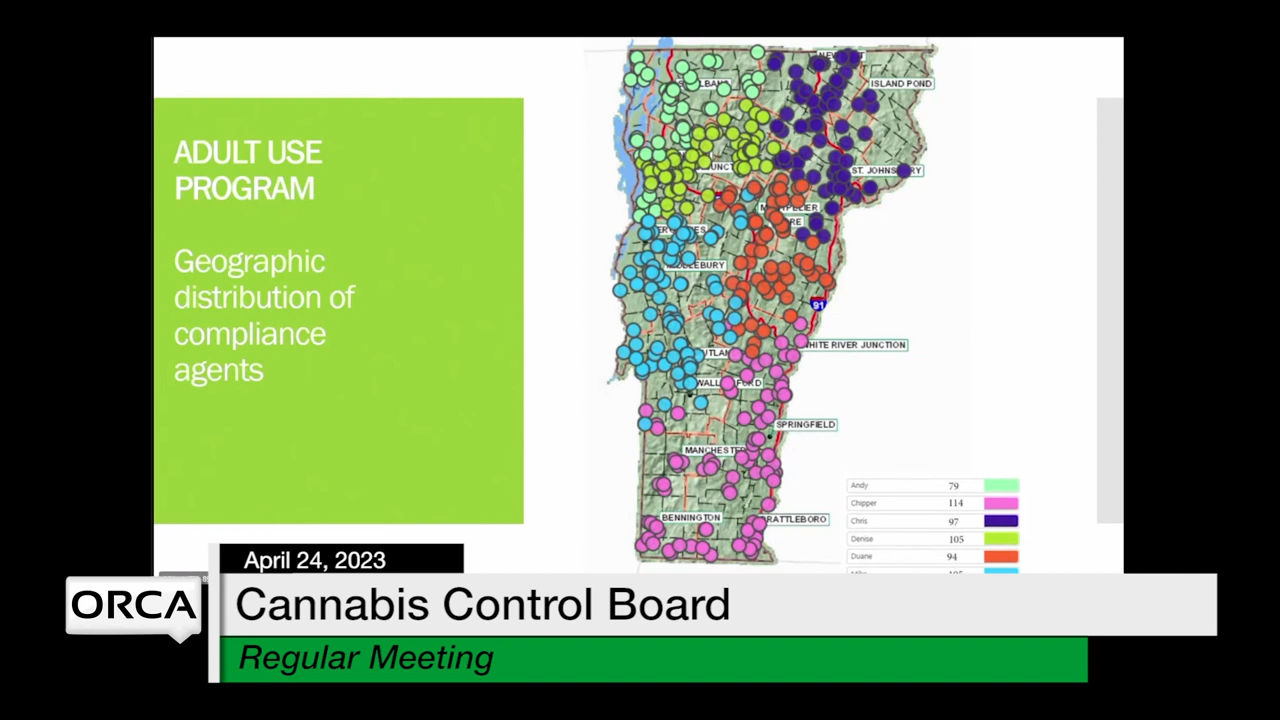 ADULT USE
PROGRAM
Geographic
distribution of
compliance
agents
ISLAND POND
ST. JOHNSBURY
91
WHITE RIVER JUNCTION
SPRINGFIELD
MANCHESTER
BENNINGTON
BRATTLEBORO
Andy 79
Chipper 114
Chris 97
Denise 105
Duane 94
April 24, 2023
ORCA
Cannabis Control Board
Regular Meeting